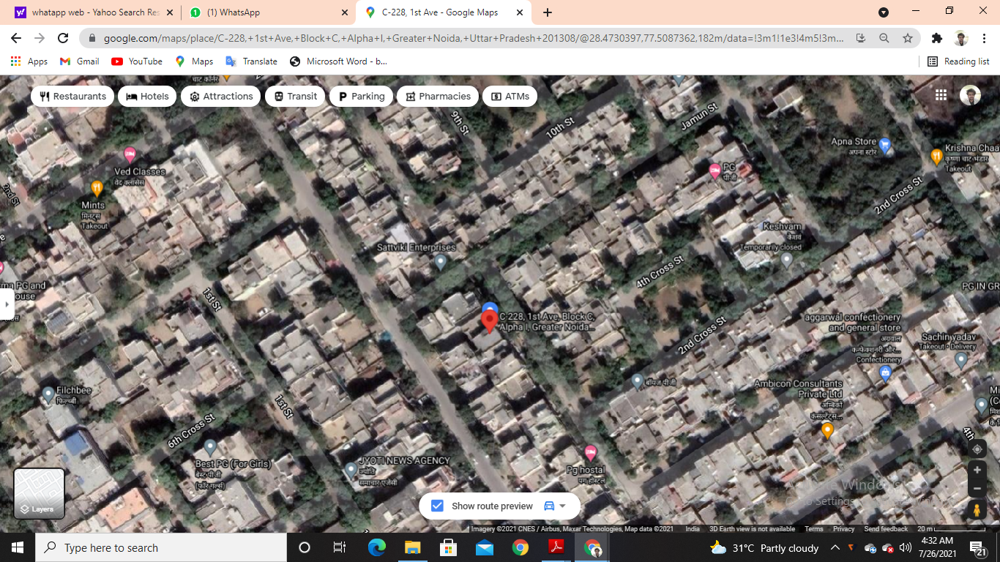 whatapp web - Yahoo Search Res
(1) WhatsApp
C-228, 1st Ave - Google Maps
google.com/maps/place/C-228,+1st+Ave,+Block+C,+Alpha+I,+Greater+Noida,+Uttar+Pradesh+201308/@28.4730397,77.5087362,182m/data=!3m1!1e3!4m5!3m...
Apps
Gmail
YouTube
Maps
Translate
Microsoft Word - b...
Reading list
चाट कॉर्नर
Restaurants
Hotels
Attractions
Transit
Parking
Pharmacies
ATMs
9th St
10th St
Jamun St
Apna Store
अपना स्टोर
Krishna Chaa
कृष्णा चाट भंडार
Takeout
Ved Classes
वेद क्लासेस
PG
पीजी
2nd St
Mints
मिनट्स
Takeout
2nd Cross St
Keshvam
केशव
Temporarily closed
Sattviki Enterprises
4th Cross St
ma PG and
ouse
PG IN GR
1st St
C-228, 1st Ave, Block C,
Alpha I, Greater Noida...
aggarwal confectionery
and general store
अग्रवाल
कन्फेक्शनरी और...
Confectionery
2nd Cross St
Sachin yadav
Takeout • Delivery
बॉयज पीजी
Ambicon Consultants
Private Ltd
अम्बिकों
कंसल्टेंट्स...
Filchbee
फिल्च्बी
1st St
6th Cross St
4th
Best PG (For Girls)
बेस्ट पीजी
(फॉर गर्ल्स)
JYOTI NEWS AGENCY
ज्योति
समाचार एजेंसी
Pg hostal
पग हॉस्टल
Layers
Show route preview
Imagery ©2021 CNES / Airbus, Maxar Technologies, Map data ©2021
India
3D Earth view is not available
Terms
Privacy
Send feedback
20 m
Type here to search
31°C Partly cloudy
4:32 AM
7/26/2021
21